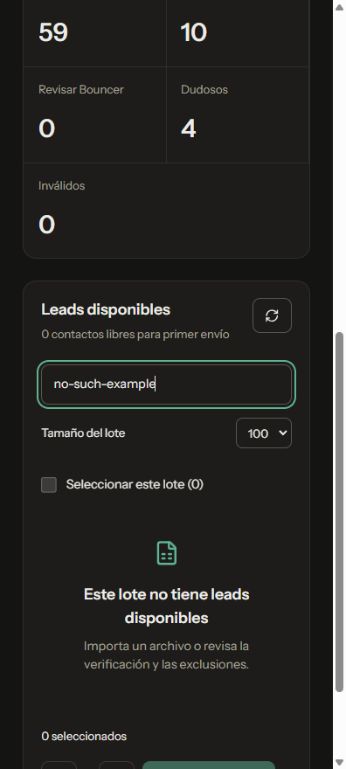 59
10
Revisar Bouncer
Dudosos
0
4
Inválidos
0
Leads disponibles
0 contactos libres para primer envío
no-such-example
Tamaño del lote
100
Seleccionar este lote (0)
Este lote no tiene leads
disponibles
Importa un archivo o revisa la
verificación y las exclusiones.
0 seleccionados